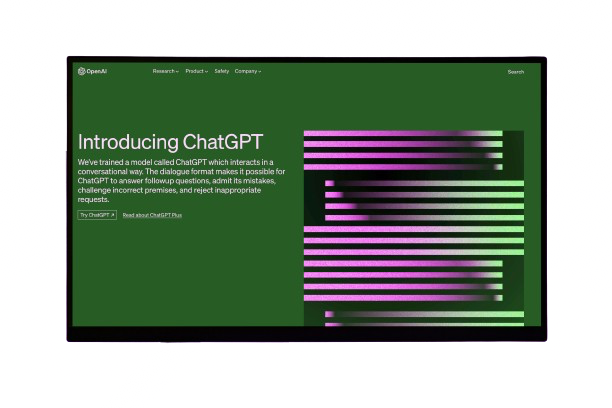 OpenAI
Research Product Safety Company
Search
Introducing ChatGPT
We've trained a model called ChatGPT which interacts in a
conversational way. The dialogue format makes it possible for
ChatGPT to answer followup questions, admit its mistakes,
challenge incorrect premises, and reject inappropriate
requests.
Try ChatGPT ↗ Read about ChatGPT Plus